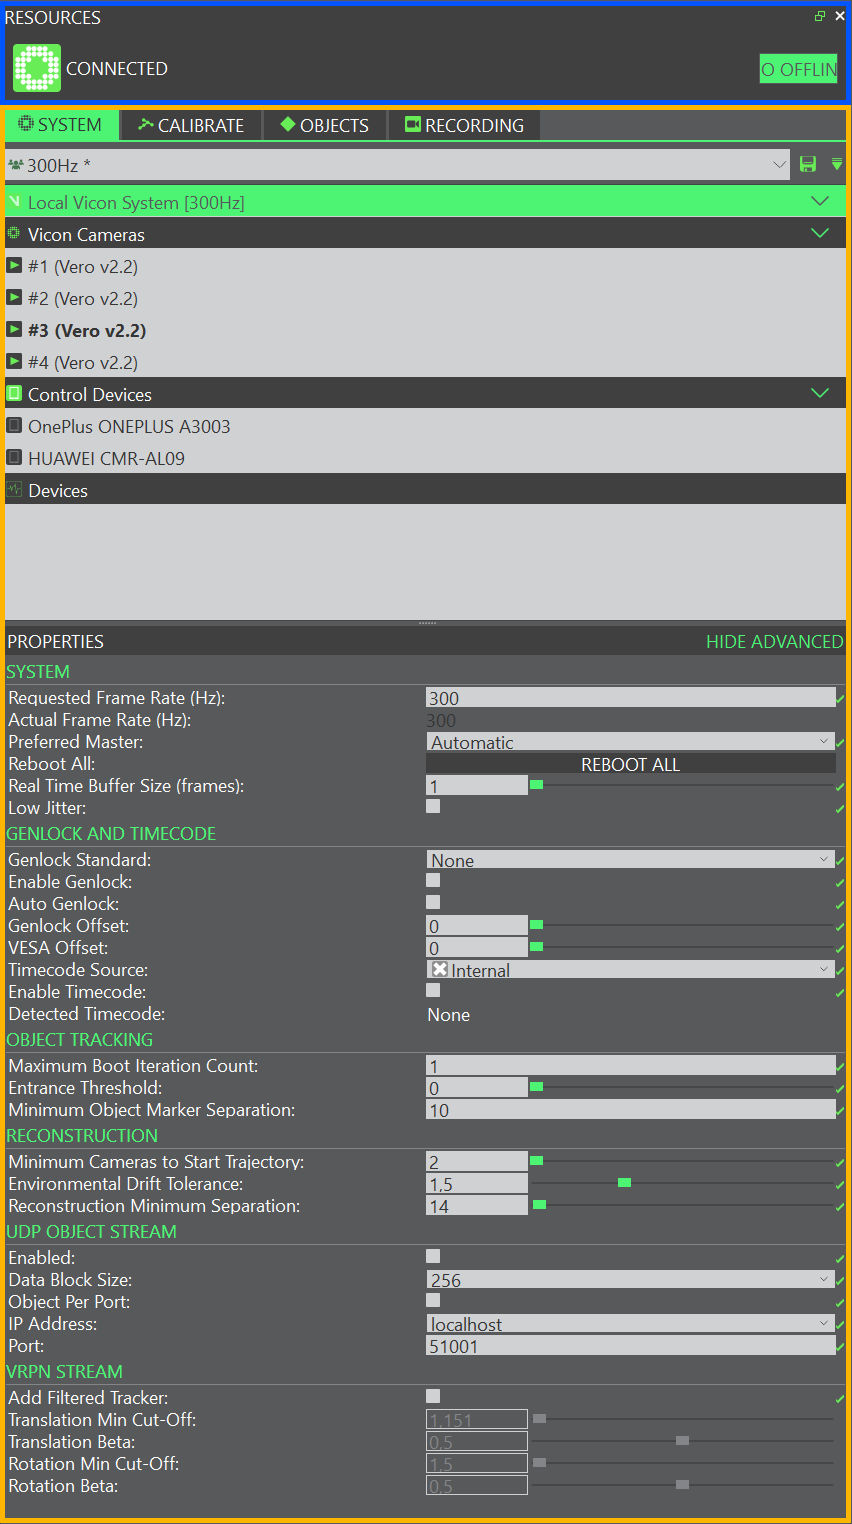 RESOURCES
CONNECTED
O OFFLIN
SYSTEM CALIBRATE OBJECTS RECORDING
300Hz *
Local Vicon System [300Hz]
Vicon Cameras
#1 (Vero v2.2)
#2 (Vero v2.2)
#3 (Vero v2.2)
#4 (Vero v2.2)
Control Devices
OnePlus ONEPLUS A3003
HUAWEI CMR-AL09
Devices
PROPERTIES HIDE ADVANCED
SYSTEM
Requested Frame Rate (Hz): 300
Actual Frame Rate (Hz): 300
Preferred Master: Automatic
Reboot All: REBOOT ALL
Real Time Buffer Size (frames): 1
Low Jitter:
GENLOCK AND TIMECODE
Genlock Standard: None
Enable Genlock:
Auto Genlock:
Genlock Offset: 0
VESA Offset: 0
Timecode Source: Internal
Enable Timecode:
Detected Timecode: None
OBJECT TRACKING
Maximum Boot Iteration Count: 1
Entrance Threshold: 0
Minimum Object Marker Separation: 10
RECONSTRUCTION
Minimum Cameras to Start Trajectory: 2
Environmental Drift Tolerance: 1,5
Reconstruction Minimum Separation: 14
UDP OBJECT STREAM
Enabled:
Data Block Size: 256
Object Per Port:
IP Address: localhost
Port: 51001
VRPN STREAM
Add Filtered Tracker:
Translation Min Cut-Off: 1,151
Translation Beta: 0,5
Rotation Min Cut-Off: 1,5
Rotation Beta: 0,5